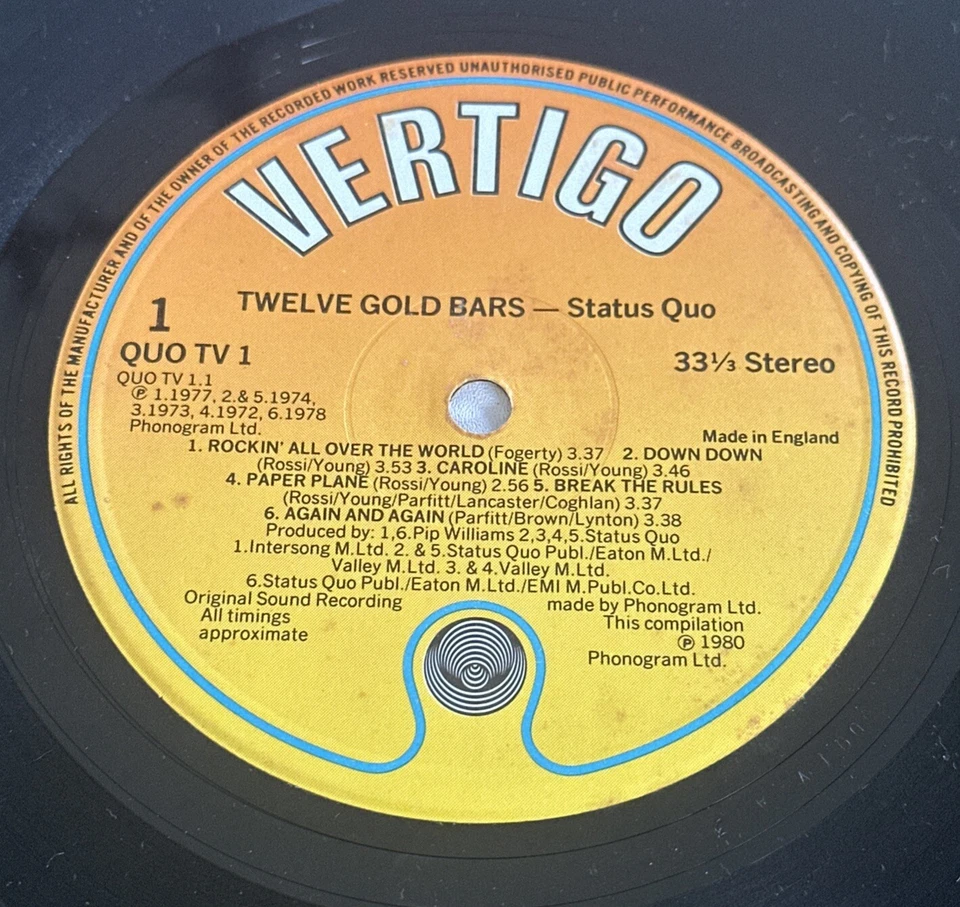 ALL RIGHTS OF THE MANUFACTURER AND OF THE OWNER OF THE RECORDED WORK RESERVED UNAUTHORISED PUBLIC PERFORMANCE BROADCASTING AND COPYING OF THIS RECORD PROHIBITED
VERTIGO
TWELVE GOLD BARS — Status Quo
1
QUO TV 1
33⅓ Stereo
QUO TV 1.1
℗ 1.1977, 2.& 5.1974,
3.1973, 4.1972, 6.1978
Phonogram Ltd.
Made in England
1. ROCKIN' ALL OVER THE WORLD (Fogerty) 3.37 2. DOWN DOWN
(Rossi/Young) 3.53 3. CAROLINE (Rossi/Young) 3.46
4. PAPER PLANE (Rossi/Young) 2.56 5. BREAK THE RULES
(Rossi/Young/Parfitt/Lancaster/Coghlan) 3.37
6. AGAIN AND AGAIN (Parfitt/Brown/Lynton) 3.38
Produced by: 1,6.Pip Williams 2,3,4,5.Status Quo
1.Intersong M.Ltd. 2. & 5.Status Quo Publ./Eaton M.Ltd./
Valley M.Ltd. 3. & 4.Valley M.Ltd.
6.Status Quo Publ./Eaton M.Ltd./EMI M.Publ.Co.Ltd.
Original Sound Recording made by Phonogram Ltd.
All timings This compilation
approximate ℗ 1980
Phonogram Ltd.